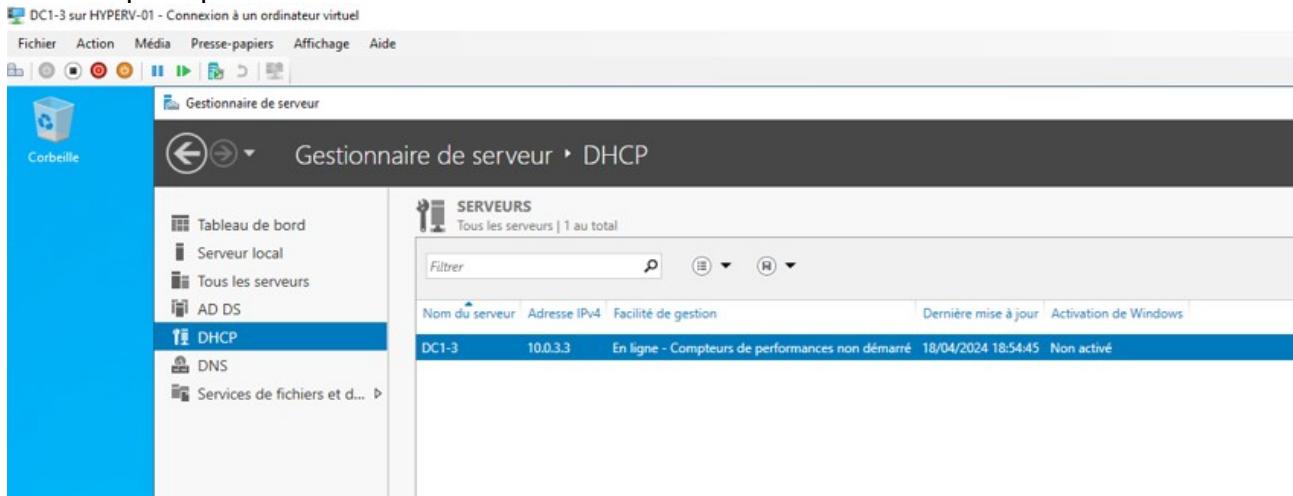 DC1-3 sur HYPERV-01 - Connexion à un ordinateur virtuel
Fichier Action Média Presse-papiers Affichage Aide
Corbeille
Gestionnaire de serveur
Gestionnaire de serveur ‣ DHCP
Tableau de bord
Serveur local
Tous les serveurs
AD DS
DHCP
DNS
Services de fichiers et d...
SERVEURS
Tous les serveurs | 1 au total
Filtrer
Nom du serveur Adresse IPv4 Facilité de gestion Dernière mise à jour Activation de Windows
DC1-3 10.0.3.3 En ligne - Compteurs de performances non démarré 18/04/2024 18:54:45 Non activé